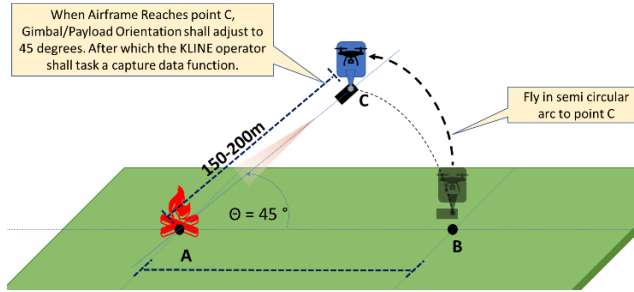 When Airframe Reaches point C,
Gimbal/Payload Orientation shall adjust to
45 degrees. After which the KLINE operator
shall task a capture data function.
C
Fly in semi circular
arc to point C
150-200m
Θ = 45 °
A
B